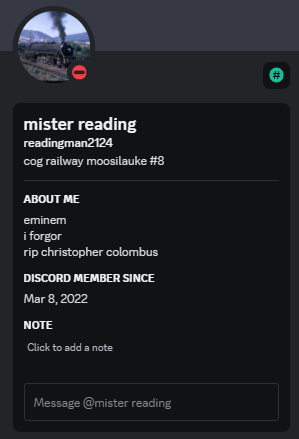 mister reading
readingman2124
cog railway moosilauke #8
ABOUT ME
eminem
i forgor
rip christopher colombus
DISCORD MEMBER SINCE
Mar 8, 2022
NOTE
Click to add a note
Message @mister reading